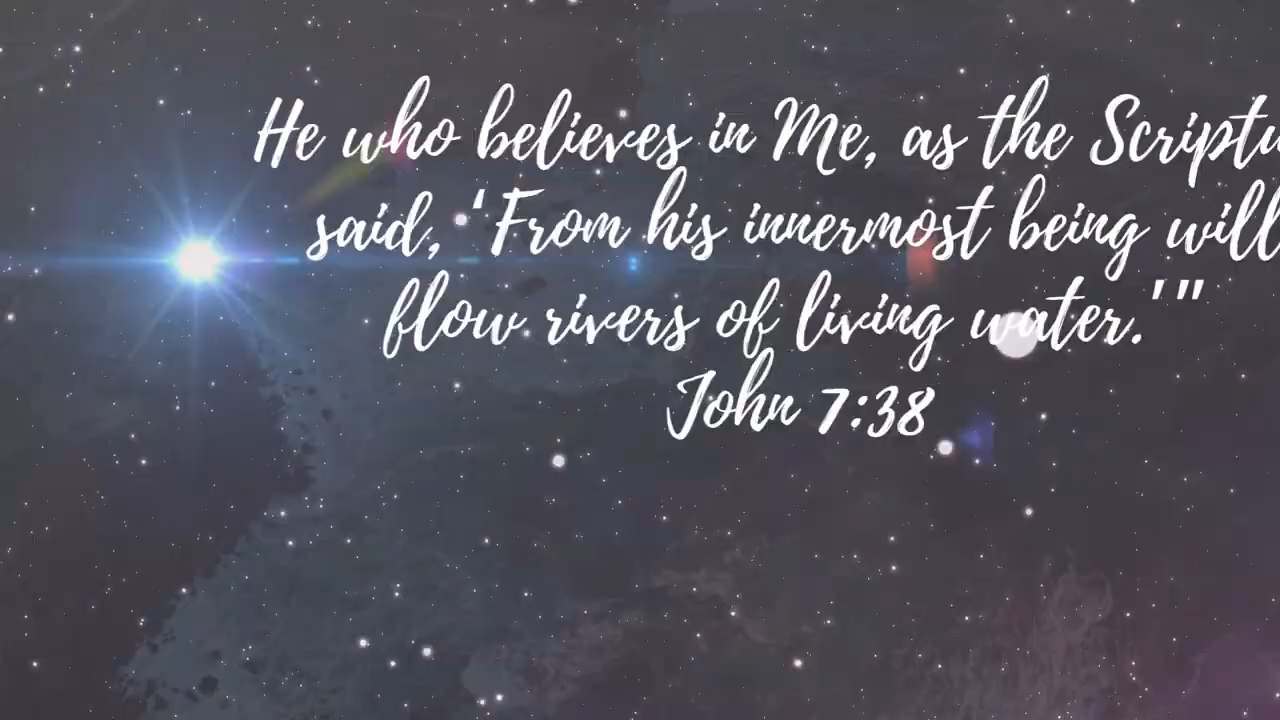 He who believes in Me, as the Scriptu
said, ‘From his innermost being will
flow rivers of living water.’"
John 7:38